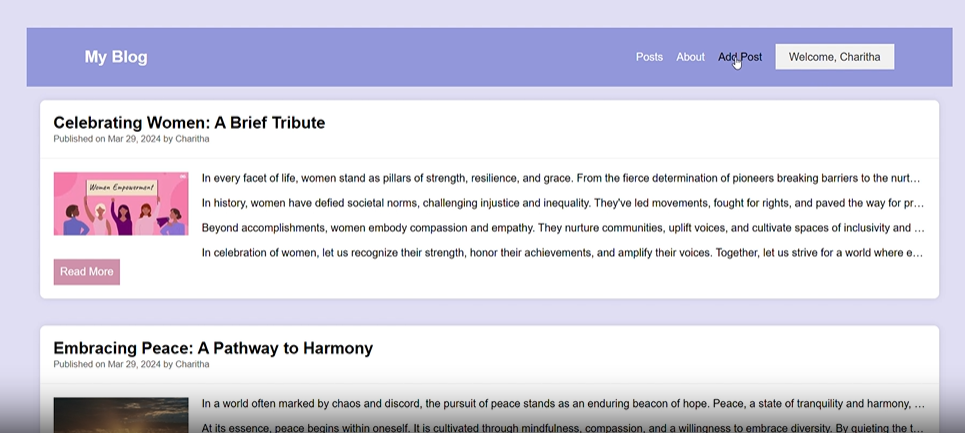 My Blog
Posts About Add Post Welcome, Charitha
Celebrating Women: A Brief Tribute
Published on Mar 29, 2024 by Charitha
Women Empowerment
In every facet of life, women stand as pillars of strength, resilience, and grace. From the fierce determination of pioneers breaking barriers to the nurt…
In history, women have defied societal norms, challenging injustice and inequality. They've led movements, fought for rights, and paved the way for pr…
Beyond accomplishments, women embody compassion and empathy. They nurture communities, uplift voices, and cultivate spaces of inclusivity and …
In celebration of women, let us recognize their strength, honor their achievements, and amplify their voices. Together, let us strive for a world where e…
Read More
Embracing Peace: A Pathway to Harmony
Published on Mar 29, 2024 by Charitha
In a world often marked by chaos and discord, the pursuit of peace stands as an enduring beacon of hope. Peace, a state of tranquility and harmony, …
At its essence, peace begins within oneself. It is cultivated through mindfulness, compassion, and a willingness to embrace diversity. By quieting the t…